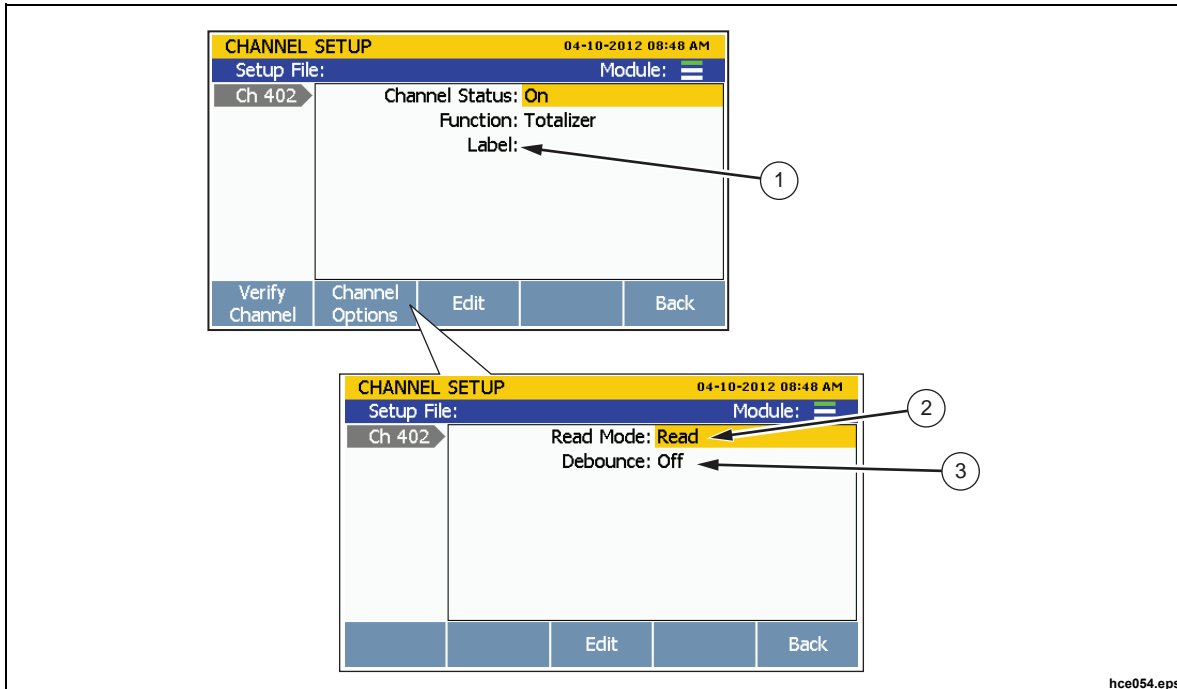 CHANNEL SETUP 04-10-2012 08:48 AM
Setup File: Module:
Ch 402
Channel Status: On
Function: Totalizer
Label:
1
Verify Channel
Channel Options
Edit
Back
CHANNEL SETUP 04-10-2012 08:48 AM
Setup File: Module:
Ch 402
Read Mode: Read
Debounce: Off
2
3
Edit
Back
hce054.eps